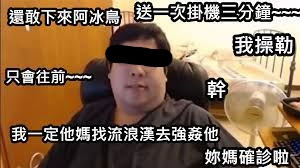 還敢下來阿冰鳥
送一次掛機三分鐘~~~
我操勒
只會往前~~~
幹
我一定他媽找流浪漢去強姦他
妳媽確診啦